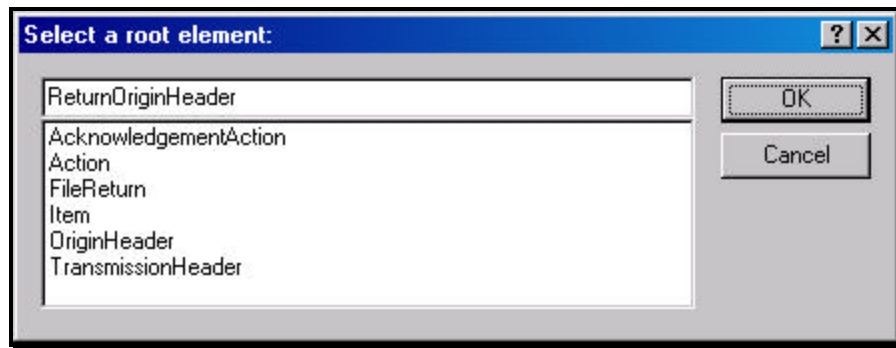 Select a root element:
ReturnOriginHeader
OK
AcknowledgementAction
Action
Cancel
FileReturn
Item
OriginHeader
TransmissionHeader